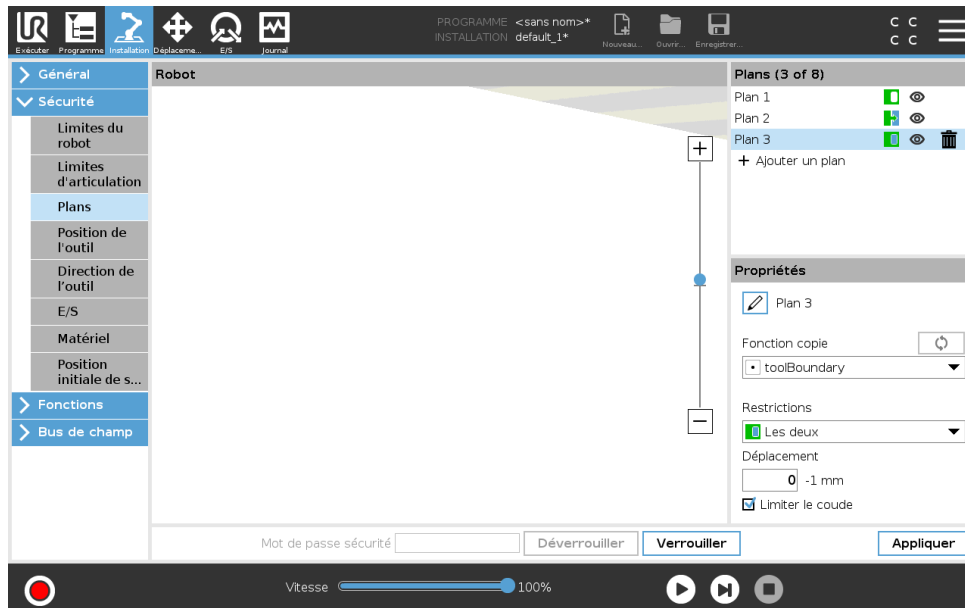 PROGRAMME <sans nom>*
INSTALLATION default_1*
Exécuter Programme Installation Déplaceme... E/S Journal Nouveau... Ouvrir... Enregistrer...
C C
C C
Général
Sécurité
Limites du
robot
Limites
d'articulation
Plans
Position de
l'outil
Direction de
l'outil
E/S
Matériel
Position
initiale de s...
Fonctions
Bus de champ
Robot
Plans (3 of 8)
Plan 1
Plan 2
Plan 3
Ajouter un plan
Propriétés
Plan 3
Fonction copie
toolBoundary
Restrictions
Les deux
Déplacement
0 -1 mm
Limiter le coude
Mot de passe sécurité Déverrouiller Verrouiller Appliquer
Vitesse 100%